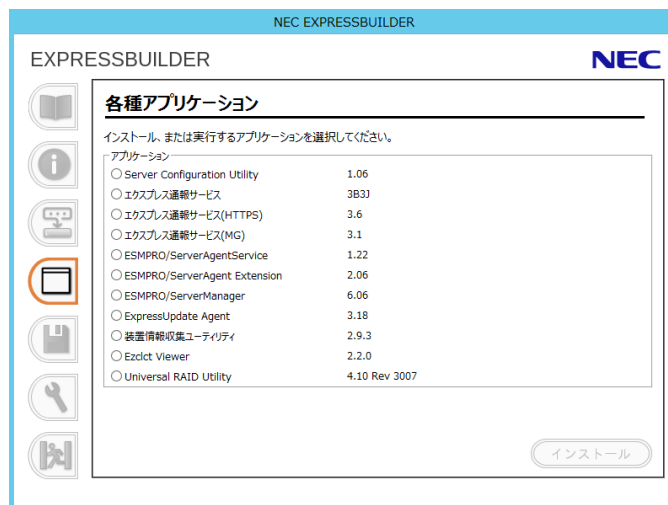 NEC EXPRESSBUILDER
EXPRESSBUILDER
NEC
各種アプリケーション
インストール、または実行するアプリケーションを選択してください。
アプリケーション
Server Configuration Utility 1.06
エクスプレス通報サービス 3B3J
エクスプレス通報サービス(HTTPS) 3.6
エクスプレス通報サービス(MG) 3.1
ESMPRO/ServerAgentService 1.22
ESMPRO/ServerAgent Extension 2.06
ESMPRO/ServerManager 6.06
ExpressUpdate Agent 3.18
装置情報収集ユーティリティ 2.9.3
Ezclct Viewer 2.2.0
Universal RAID Utility 4.10 Rev 3007
インストール